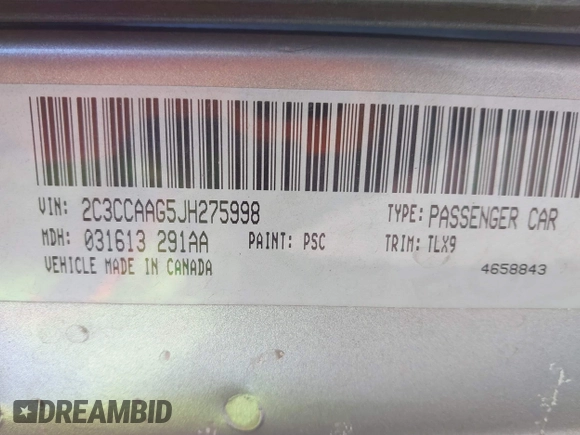 VIN: 2C3CCAAG5JH275998 TYPE: PASSENGER CAR
MDH: 031613 291AA PAINT: PSC TRIM: TLX9
VEHICLE MADE IN CANADA 4658843
DREAMBID